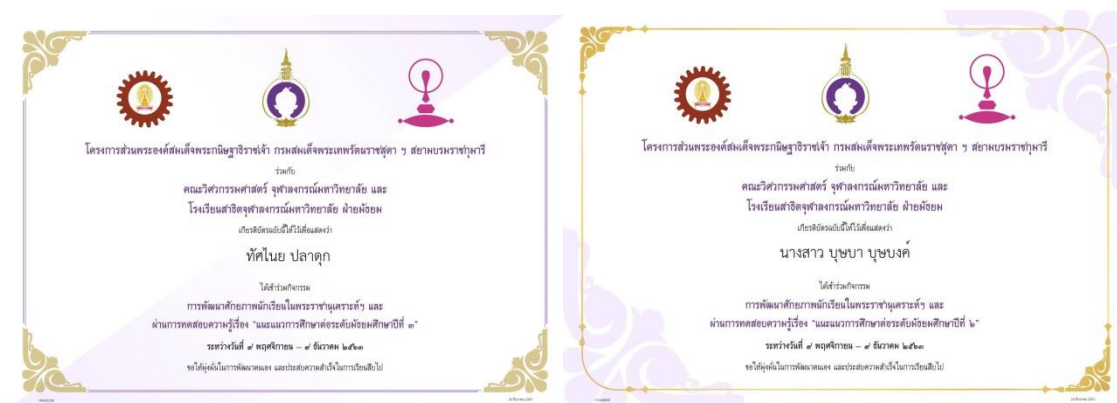 โครงการส่วนพระองค์สมเด็จพระกนิษฐาธิราชเจ้า กรมสมเด็จพระเทพรัตนราชสุดา ฯ สยามบรมราชกุมารี
ร่วมกับ
คณะวิศวกรรมศาสตร์ จุฬาลงกรณ์มหาวิทยาลัย และ
โรงเรียนสาธิตจุฬาลงกรณ์มหาวิทยาลัย ฝ่ายมัธยม
เกียรติบัตรฉบับนี้ให้ไว้เพื่อแสดงว่า
ทัศไนย ปลาดุก
ได้เข้าร่วมกิจกรรม
การพัฒนาศักยภาพนักเรียนในพระราชานุเคราะห์ฯ และ
ผ่านการทดสอบความรู้เรื่อง "แนะแนวการศึกษาต่อระดับมัธยมศึกษาปีที่ ๓"
ระหว่างวันที่ ๙ พฤศจิกายน – ๙ ธันวาคม ๒๕๖๓
ขอให้มุ่งมั่นในการพัฒนาตนเอง และประสบความสำเร็จในการเรียนสืบไป
โครงการส่วนพระองค์สมเด็จพระกนิษฐาธิราชเจ้า กรมสมเด็จพระเทพรัตนราชสุดา ฯ สยามบรมราชกุมารี
ร่วมกับ
คณะวิศวกรรมศาสตร์ จุฬาลงกรณ์มหาวิทยาลัย และ
โรงเรียนสาธิตจุฬาลงกรณ์มหาวิทยาลัย ฝ่ายมัธยม
เกียรติบัตรฉบับนี้ให้ไว้เพื่อแสดงว่า
นางสาว บุษบา บุษบงค์
ได้เข้าร่วมกิจกรรม
การพัฒนาศักยภาพนักเรียนในพระราชานุเคราะห์ฯ และ
ผ่านการทดสอบความรู้เรื่อง "แนะแนวการศึกษาต่อระดับมัธยมศึกษาปีที่ ๖"
ระหว่างวันที่ ๙ พฤศจิกายน – ๙ ธันวาคม ๒๕๖๓
ขอให้มุ่งมั่นในการพัฒนาตนเอง และประสบความสำเร็จในการเรียนสืบไป